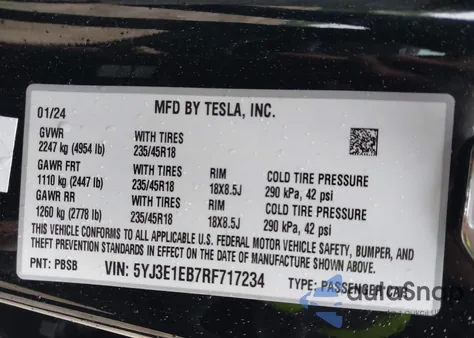 MFD BY TESLA, INC.
01/24
GVWR WITH TIRES
2247 kg (4954 lb) 235/45R18
GAWR FRT WITH TIRES RIM COLD TIRE PRESSURE
1110 kg (2447 lb) 235/45R18 18X8.5J 290 kPa, 42 psi
GAWR RR WITH TIRES RIM COLD TIRE PRESSURE
1260 kg (2778 lb) 235/45R18 18X8.5J 290 kPa, 42 psi
THIS VEHICLE CONFORMS TO ALL APPLICABLE U.S. FEDERAL MOTOR VEHICLE SAFETY, BUMPER, AND
THEFT PREVENTION STANDARDS IN EFFECT ON THE DATE OF
MANUFACTURE SHOWN ABOVE.
PNT: PBSB VIN: 5YJ3E1EB7RF717234 TYPE: PASSENGER CAR
autoSnap